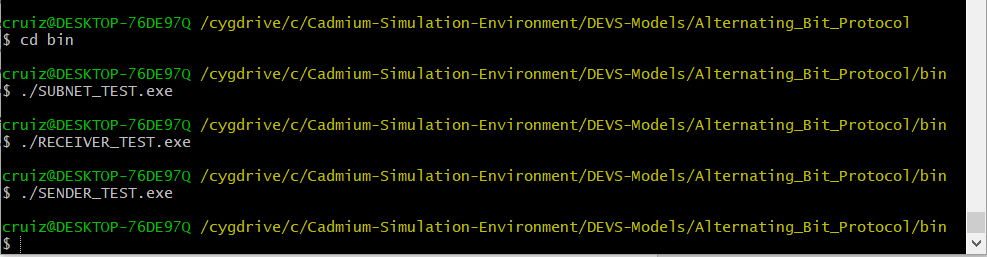 cruiz@DESKTOP-76DE97Q /cygdrive/c/Cadmium-Simulation-Environment/DEVS-Models/Alternating_Bit_Protocol
$ cd bin
cruiz@DESKTOP-76DE97Q /cygdrive/c/Cadmium-Simulation-Environment/DEVS-Models/Alternating_Bit_Protocol/bin
$ ./SUBNET_TEST.exe
cruiz@DESKTOP-76DE97Q /cygdrive/c/Cadmium-Simulation-Environment/DEVS-Models/Alternating_Bit_Protocol/bin
$ ./RECEIVER_TEST.exe
cruiz@DESKTOP-76DE97Q /cygdrive/c/Cadmium-Simulation-Environment/DEVS-Models/Alternating_Bit_Protocol/bin
$ ./SENDER_TEST.exe
cruiz@DESKTOP-76DE97Q /cygdrive/c/Cadmium-Simulation-Environment/DEVS-Models/Alternating_Bit_Protocol/bin
$